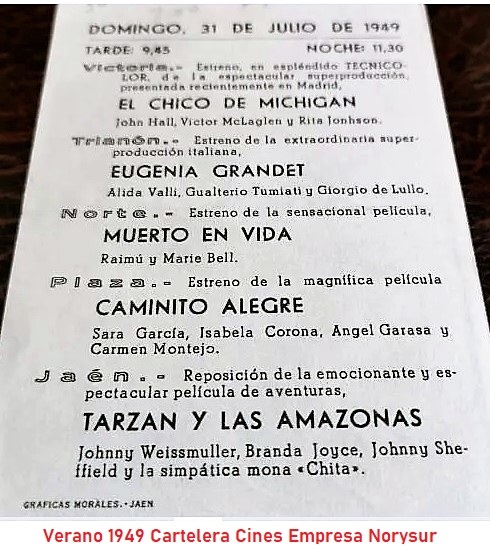 DOMINGO, 31 DE JULIO DE 1949
TARDE: 9,45 NOCHE: 11,30
Victoria.- Estreno, en espléndido TECNICO-
LOR, de la espectacular superproducción,
presentada recientemente en Madrid,
EL CHICO DE MICHIGAN
John Hall, Victor McLaglen y Rita Jonhson.
Trianón.- Estreno de la extraordinaria super-
producción italiana,
EUGENIA GRANDET
Alida Valli, Gualterio Tumiati y Giorgio de Lullo.
Norte.- Estreno de la sensacional película,
MUERTO EN VIDA
Raimú y Marie Bell.
Plaza.- Estreno de la magnífica película
CAMINITO ALEGRE
Sara García, Isabela Corona, Angel Garasa y
Carmen Montejo.
Jaén.- Reposición de la emocionante y es-
pectacular película de aventuras,
TARZAN Y LAS AMAZONAS
Johnny Weissmuller, Branda Joyce, Johnny She-
ffield y la simpática mona «Chita».
GRAFICAS MORALES.-JAEN.
Verano 1949 Cartelera Cines Empresa Norysur